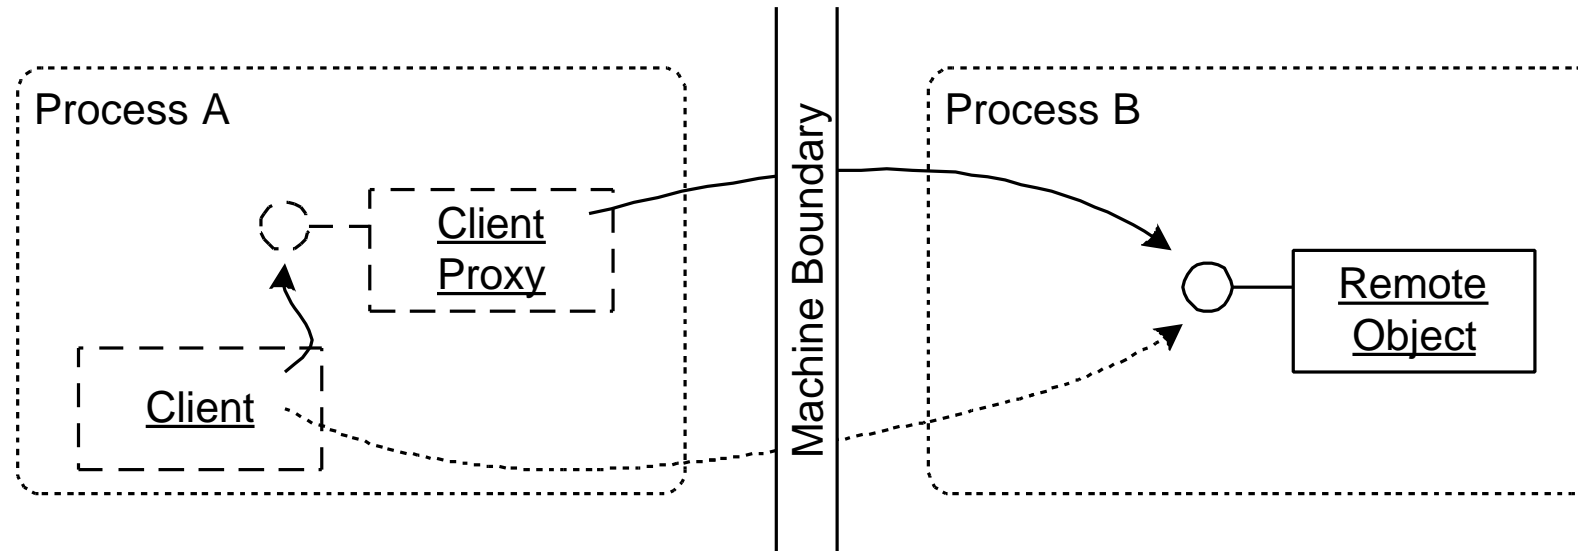 Process A
Client
Proxy
Client
Machine Boundary
Process B
Remote
Object